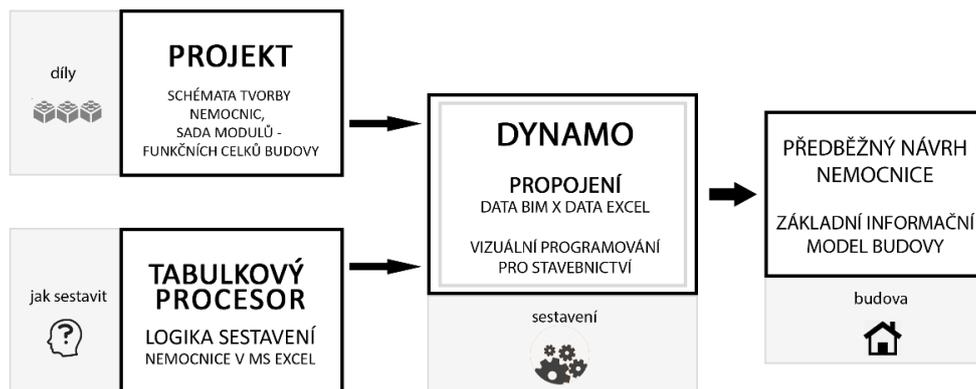 díly
PROJEKT
SCHÉMATA TVORBY
NEMOCNIC,
SADA MODULŮ -
FUNKČNÍCH CELKŮ BUDOVY
jak sestavit
TABULKOVÝ
PROCESOR
LOGIKA SESTAVENÍ
NEMOCNICE V MS EXCEL
DYNAMO
PROPOJENÍ
DATA BIM X DATA EXCEL
VIZUÁLNÍ PROGRAMOVÁNÍ
PRO STAVEBNICTVÍ
sestavení
PŘEDBĚŽNÝ NÁVRH
NEMOCNICE
ZÁKLADNÍ INFORMAČNÍ
MODEL BUDOVY
budova